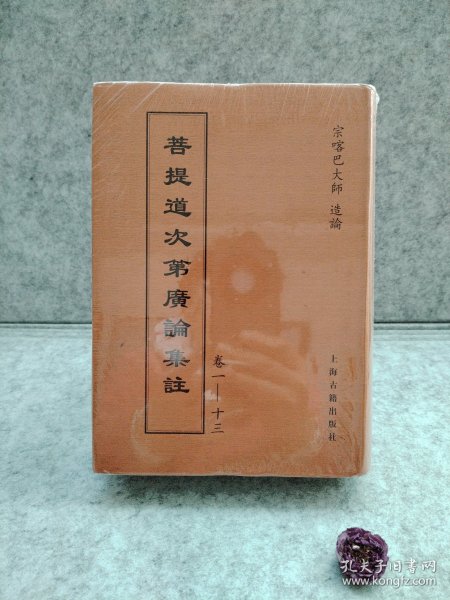 宗喀巴大師 造論
菩提道次第廣論集註
卷一—十三
上海古籍出版社
孔夫子旧书网
www.kongfz.com